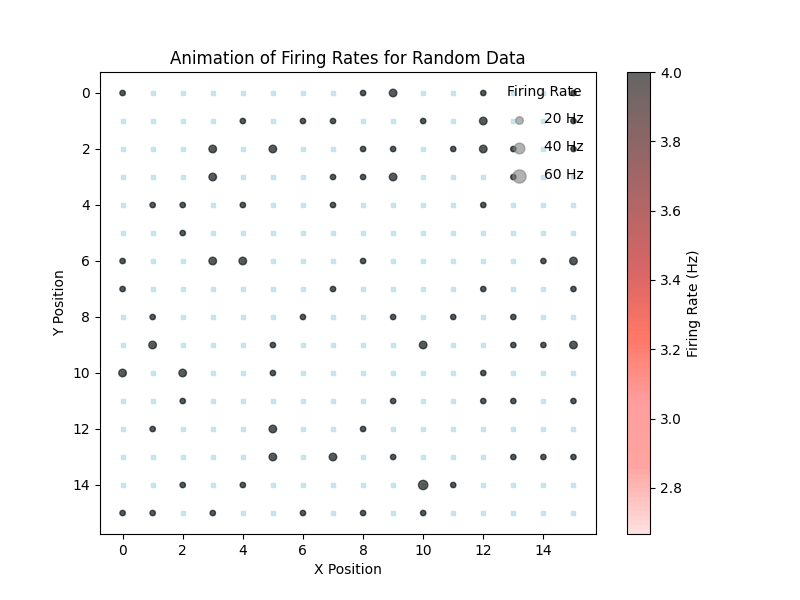 Animation of Firing Rates for Random Data
Firing Rate
20 Hz
40 Hz
60 Hz
0
2
4
6
8
10
12
14
Y Position
0
2
4
6
8
10
12
14
X Position
4.0
3.8
3.6
3.4
3.2
3.0
2.8
Firing Rate (Hz)